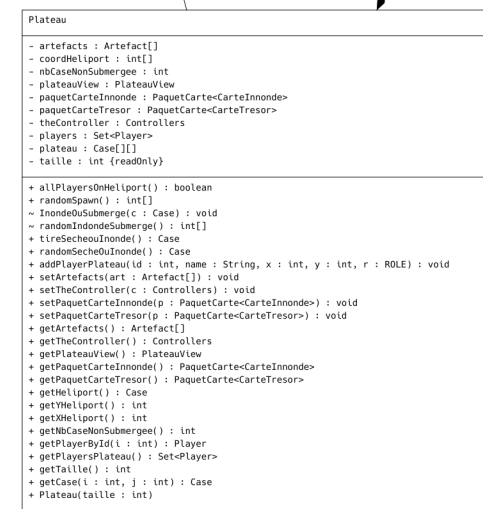 Plateau
- artefacts : Artefact[]
- coordHeliport : int[]
- nbCaseNonSubmergee : int
- plateauView : PlateauView
- paquetCarteInnonde : PaquetCarte<CarteInnonde>
- paquetCarteTresor : PaquetCarte<CarteTresor>
- theController : Controllers
- players : Set<Player>
- plateau : Case[][]
- taille : int {readOnly}
+ allPlayersOnHeliport() : boolean
+ randomSpawn() : int[]
~ InondeOuSubmerge(c : Case) : void
~ randomIndondeSubmerge() : int[]
+ tireSecheouInonde() : Case
+ randomSecheOuInonde() : Case
+ addPlayerPlateau(id : int, name : String, x : int, y : int, r : ROLE) : void
+ setArtefacts(art : Artefact[]) : void
+ setTheController(c : Controllers) : void
+ setPaquetCarteInnonde(p : PaquetCarte<CarteInnonde>) : void
+ setPaquetCarteTresor(p : PaquetCarte<CarteTresor>) : void
+ getArtefacts() : Artefact[]
+ getTheController() : Controllers
+ getPlateauView() : PlateauView
+ getPaquetCarteInnonde() : PaquetCarte<CarteInnonde>
+ getPaquetCarteTresor() : PaquetCarte<CarteTresor>
+ getHeliport() : Case
+ getYHeliport() : int
+ getXHeliport() : int
+ getNbCaseNonSubmergee() : int
+ getPlayerById(i : int) : Player
+ getPlayersPlateau() : Set<Player>
+ getTaille() : int
+ getCase(i : int, j : int) : Case
+ Plateau(taille : int)